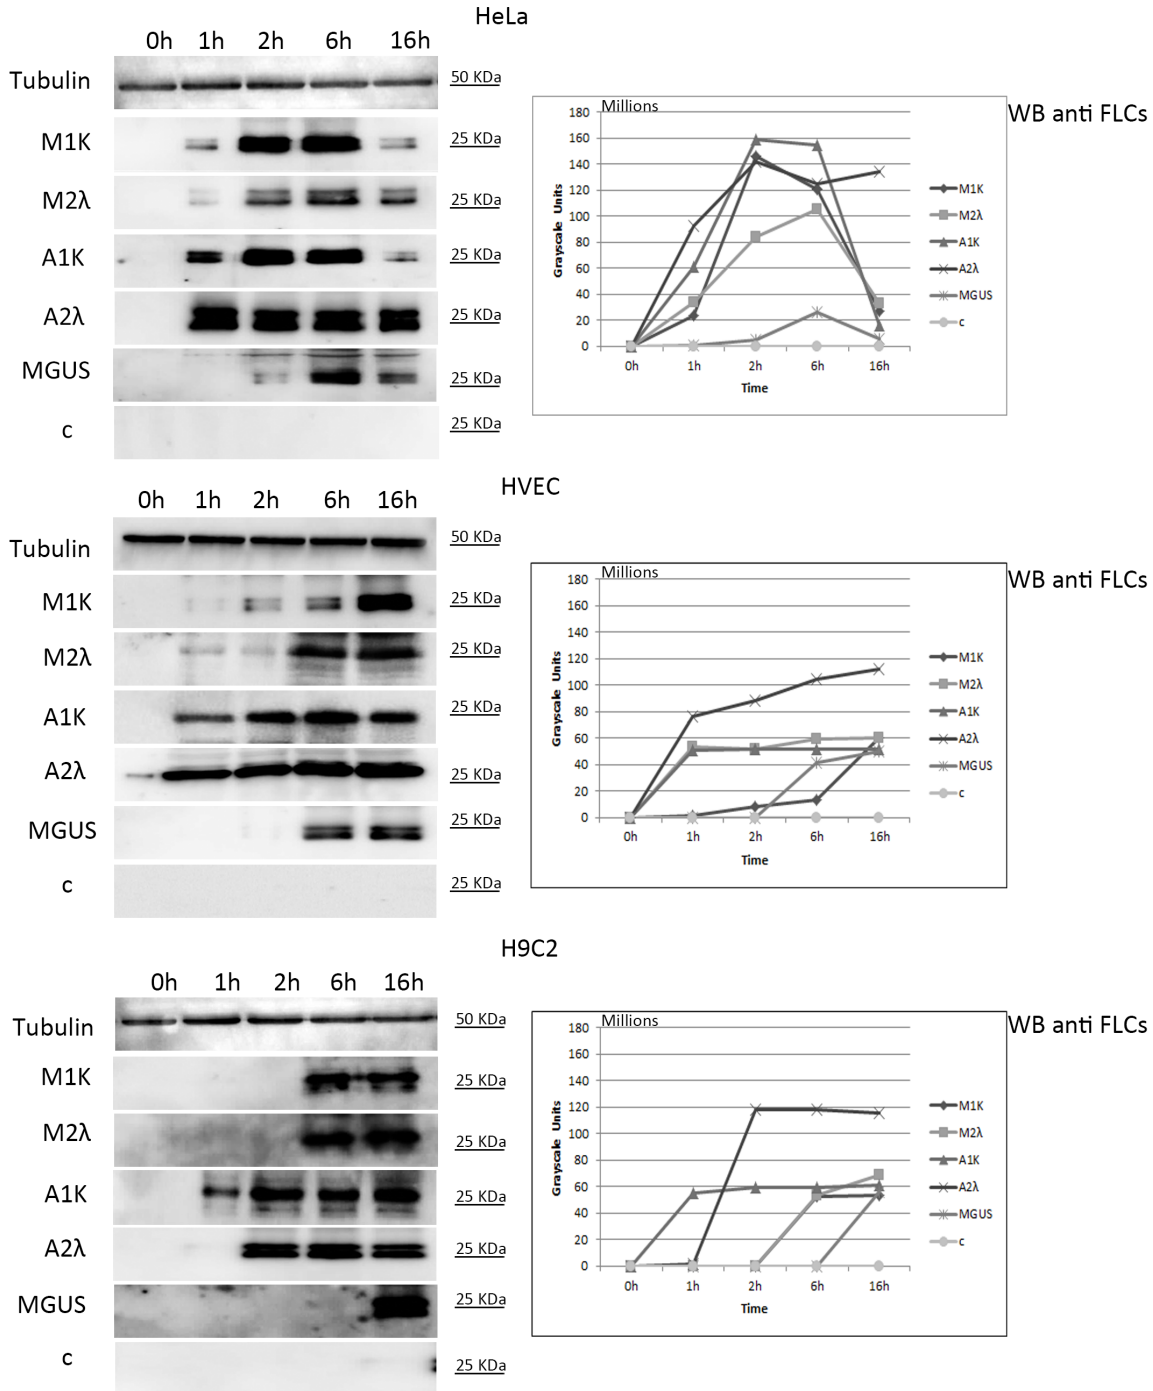 HeLa
0h 1h 2h 6h 16h
Tubulin 50 KDa
M1K 25 KDa
M2λ 25 KDa
A1K 25 KDa
A2λ 25 KDa
MGUS 25 KDa
c 25 KDa
WB anti FLCs
Millions
180
160
140
120
100
80
60
40
20
0
Grayscale Units
0h 1h 2h 6h 16h
Time
M1K
M2λ
A1K
A2λ
MGUS
c
HVEC
0h 1h 2h 6h 16h
Tubulin 50 KDa
M1K 25 KDa
M2λ 25 KDa
A1K 25 KDa
A2λ 25 KDa
MGUS 25 KDa
c 25 KDa
WB anti FLCs
Millions
180
160
140
120
100
80
60
40
20
0
Grayscale Units
0h 1h 2h 6h 16h
Time
M1K
M2λ
A1K
A2λ
MGUS
c
H9C2
0h 1h 2h 6h 16h
Tubulin 50 KDa
M1K 25 KDa
M2λ 25 KDa
A1K 25 KDa
A2λ 25 KDa
MGUS 25 KDa
c 25 KDa
WB anti FLCs
Millions
180
160
140
120
100
80
60
40
20
0
Grayscale Units
0h 1h 2h 6h 16h
Time
M1K
M2λ
A1K
A2λ
MGUS
c